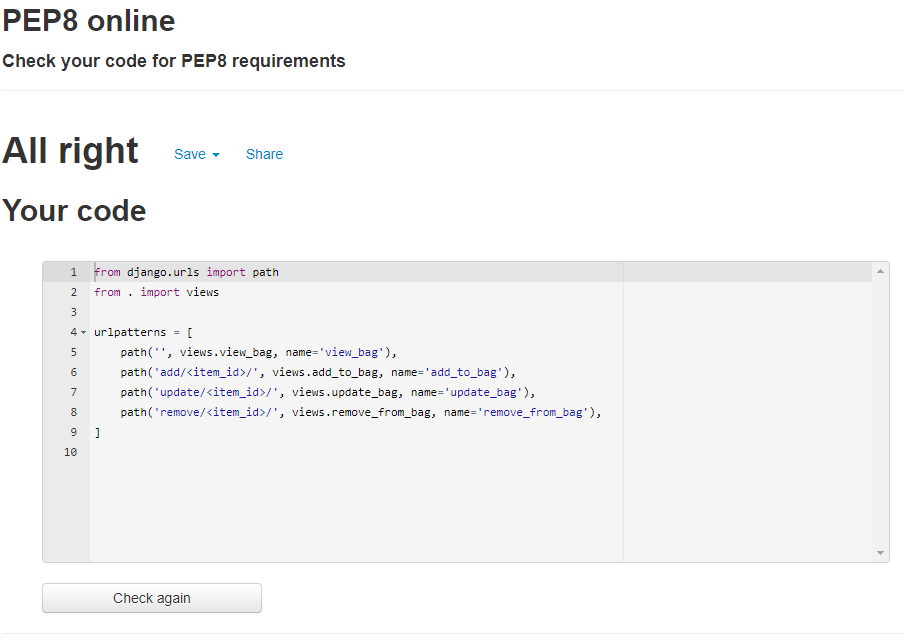 PEP8 online
Check your code for PEP8 requirements
All right Save Share
Your code
1 from django.urls import path
2 from . import views
3
4 urlpatterns = [
5     path('', views.view_bag, name='view_bag'),
6     path('add/<item_id>/', views.add_to_bag, name='add_to_bag'),
7     path('update/<item_id>/', views.update_bag, name='update_bag'),
8     path('remove/<item_id>/', views.remove_from_bag, name='remove_from_bag'),
9 ]
10
Check again